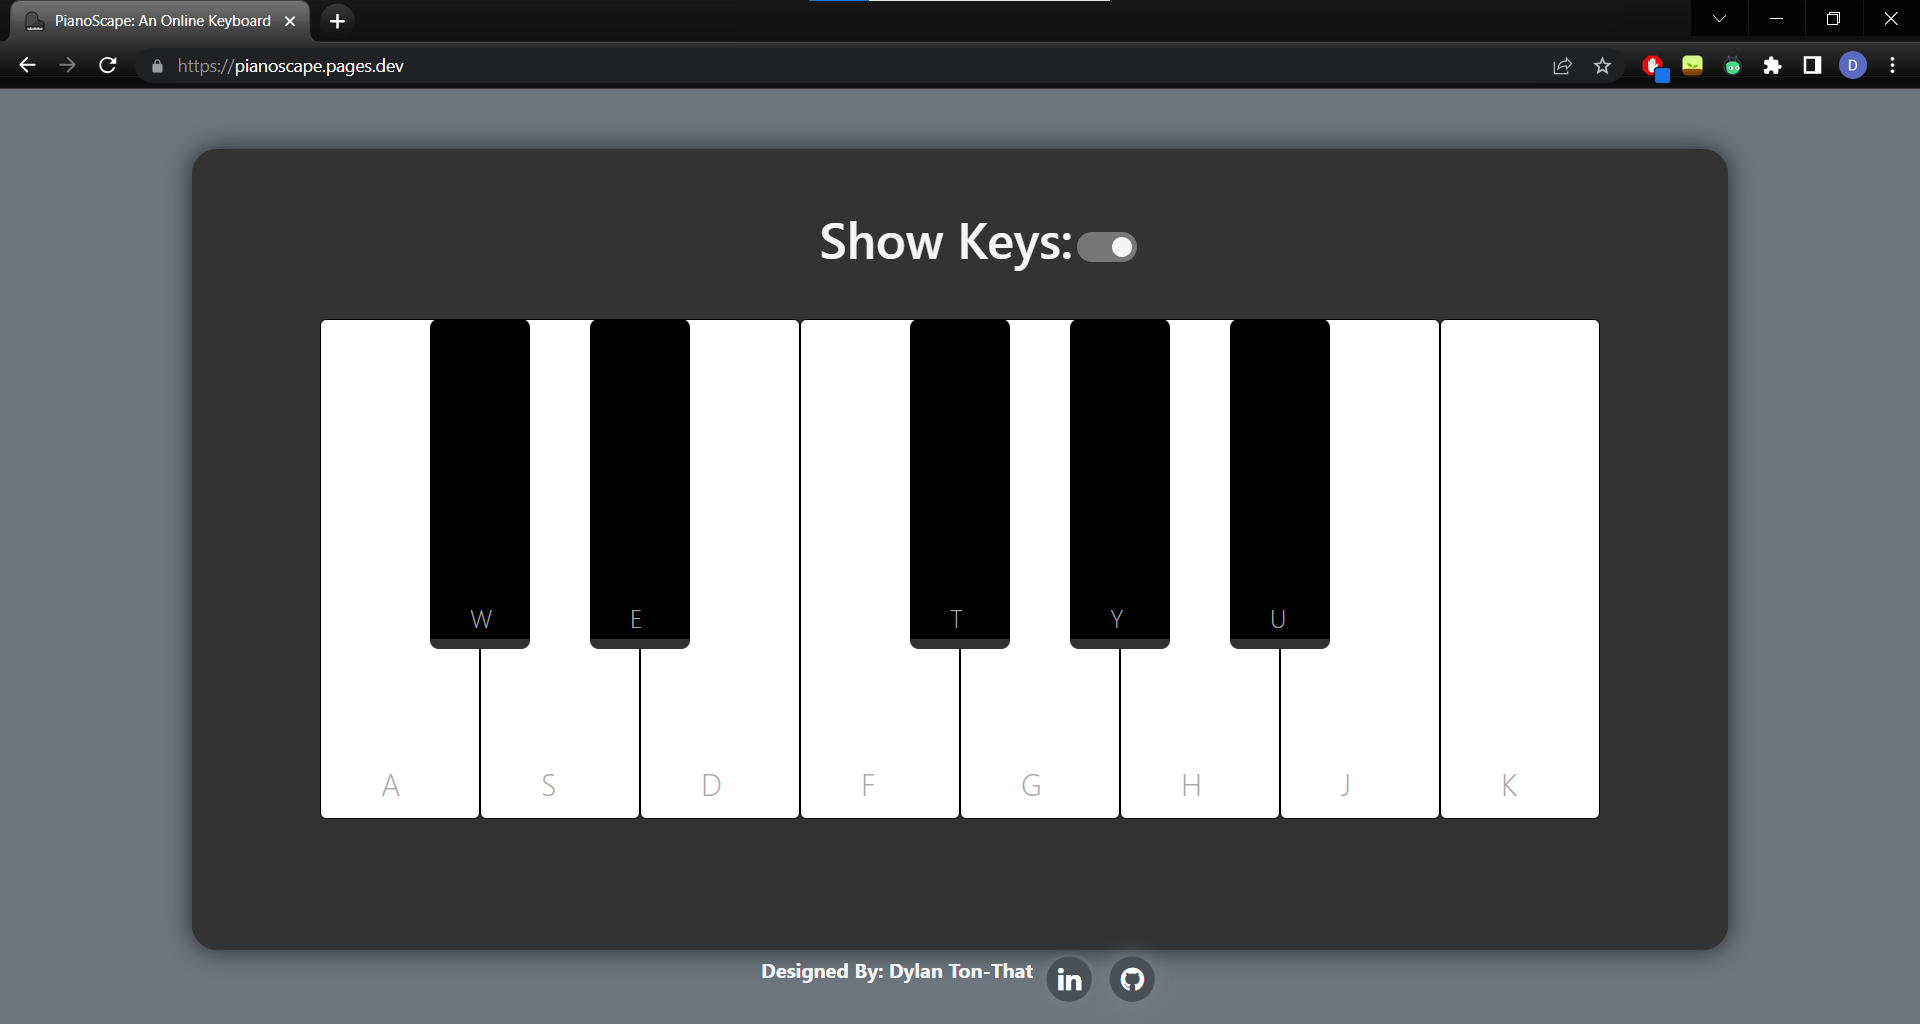 PianoScape: An Online Keyboard
https://pianoscape.pages.dev
D
Show Keys:
W E T Y U
A S D F G H J K
Designed By: Dylan Ton-That in